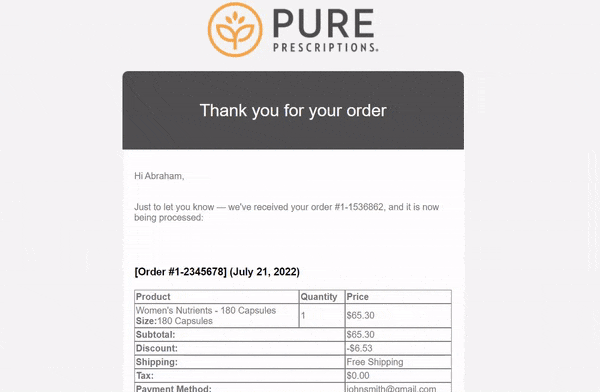 PURE
PRESCRIPTIONS®
Thank you for your order
Hi Abraham,
Just to let you know — we've received your order #1-1536862, and it is now
being processed:
[Order #1-2345678] (July 21, 2022)
Product Quantity Price
Women's Nutrients - 180 Capsules
Size:180 Capsules 1 $65.30
Subtotal: $65.30
Discount: -$6.53
Shipping: Free Shipping
Tax: $0.00
Payment Method: johnsmith@gmail.com